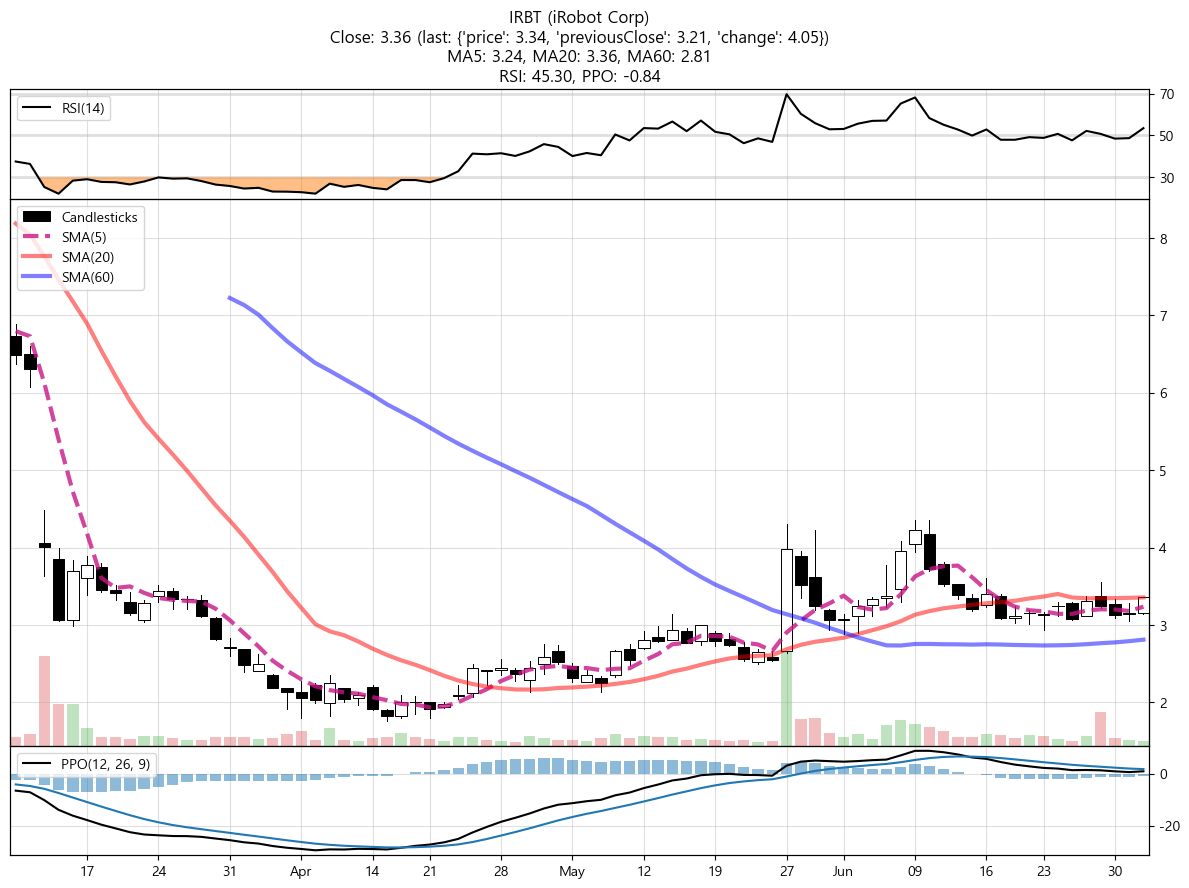 IRBT (iRobot Corp)
Close: 3.36 (last: {'price': 3.34, 'previousClose': 3.21, 'change': 4.05})
MA5: 3.24, MA20: 3.36, MA60: 2.81
RSI: 45.30, PPO: -0.84
RSI(14)
70
50
30
Candlesticks
SMA(5)
SMA(20)
SMA(60)
8
7
6
5
4
3
2
PPO(12, 26, 9)
0
-20
17 24 31 Apr 14 21 28 May 12 19 27 Jun 09 16 23 30